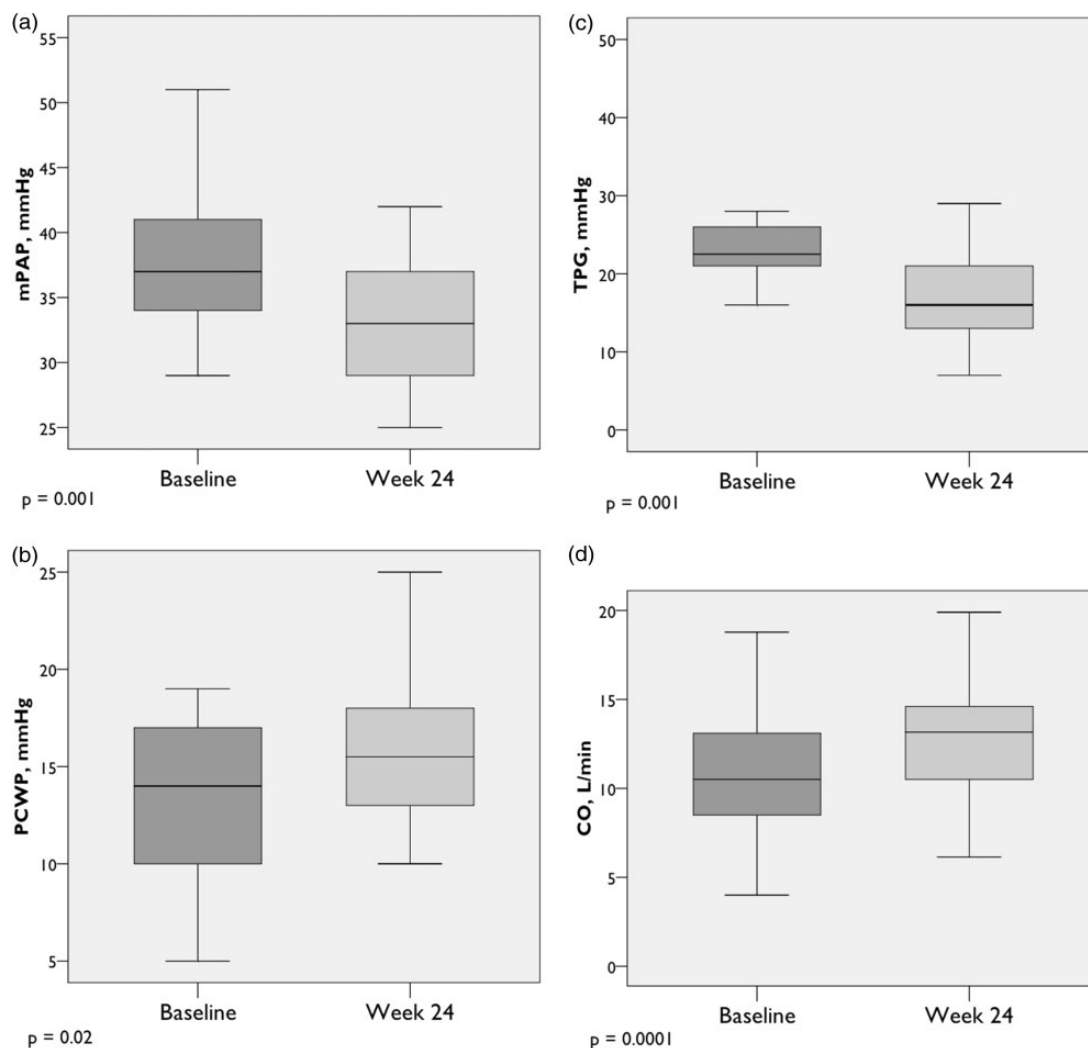 (a)
55
50
45
40
35
30
25
mPAP, mmHg
Baseline Week 24
p = 0.001
(c)
50
40
30
20
10
0
TPG, mmHg
Baseline Week 24
p = 0.001
(b)
25
20
15
10
5
PCWP, mmHg
Baseline Week 24
p = 0.02
(d)
20
15
10
5
0
CO, L/min
Baseline Week 24
p = 0.0001